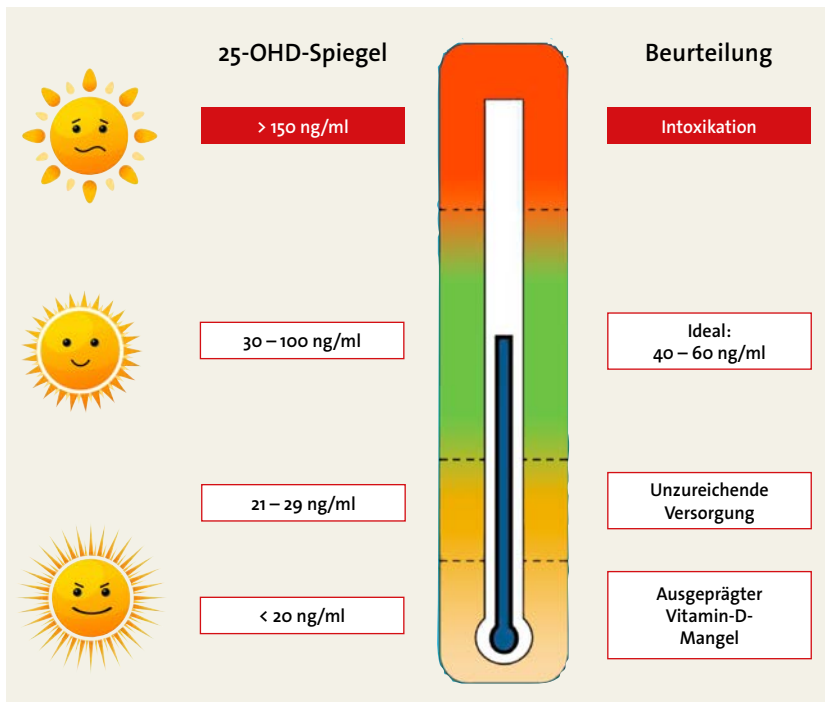 25-OHD-Spiegel
Beurteilung
> 150 ng/ml
Intoxikation
30 – 100 ng/ml
Ideal:
40 – 60 ng/ml
21 – 29 ng/ml
Unzureichende
Versorgung
< 20 ng/ml
Ausgeprägter
Vitamin-D-
Mangel